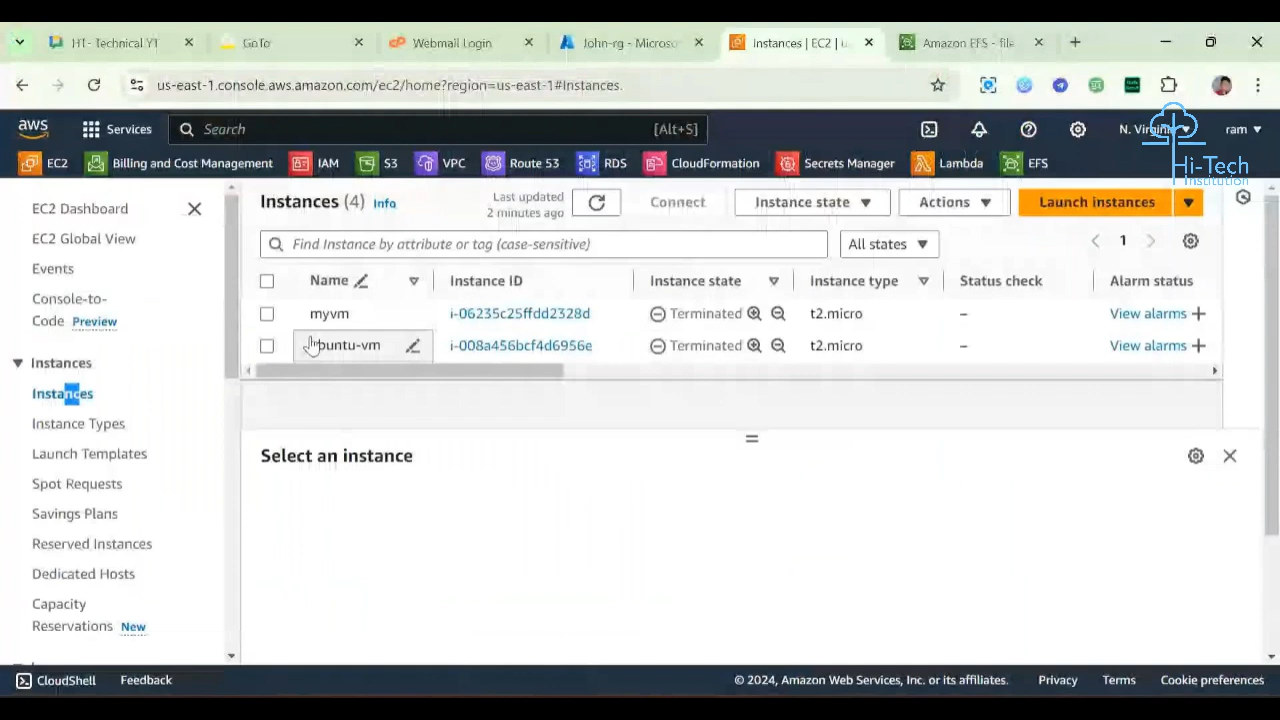 HT- Technical YT
GoTo
Webmail Login
John-rg - Microso
Instances | EC2 | u
Amazon EFS - file
us-east-1.console.aws.amazon.com/ec2/home?region=us-east-1#Instances:
aws
Services
Search
[Alt+S]
N. Virginia
ram
Hi-Tech
Institution
EC2
Billing and Cost Management
IAM
S3
VPC
Route 53
RDS
CloudFormation
Secrets Manager
Lambda
EFS
EC2 Dashboard
EC2 Global View
Events
Console-to-
Code Preview
Instances
Instances
Instance Types
Launch Templates
Spot Requests
Savings Plans
Reserved Instances
Dedicated Hosts
Capacity
Reservations New
Instances (4) Info
Last updated
2 minutes ago
Connect
Instance state
Actions
Launch instances
Find Instance by attribute or tag (case-sensitive)
All states
1
Name
Instance ID
Instance state
Instance type
Status check
Alarm status
myvm
i-06235c25ffdd2328d
Terminated
t2.micro
–
View alarms
ubuntu-vm
i-008a456bcf4d6956e
Terminated
t2.micro
–
View alarms
Select an instance
CloudShell
Feedback
© 2024, Amazon Web Services, Inc. or its affiliates.
Privacy
Terms
Cookie preferences